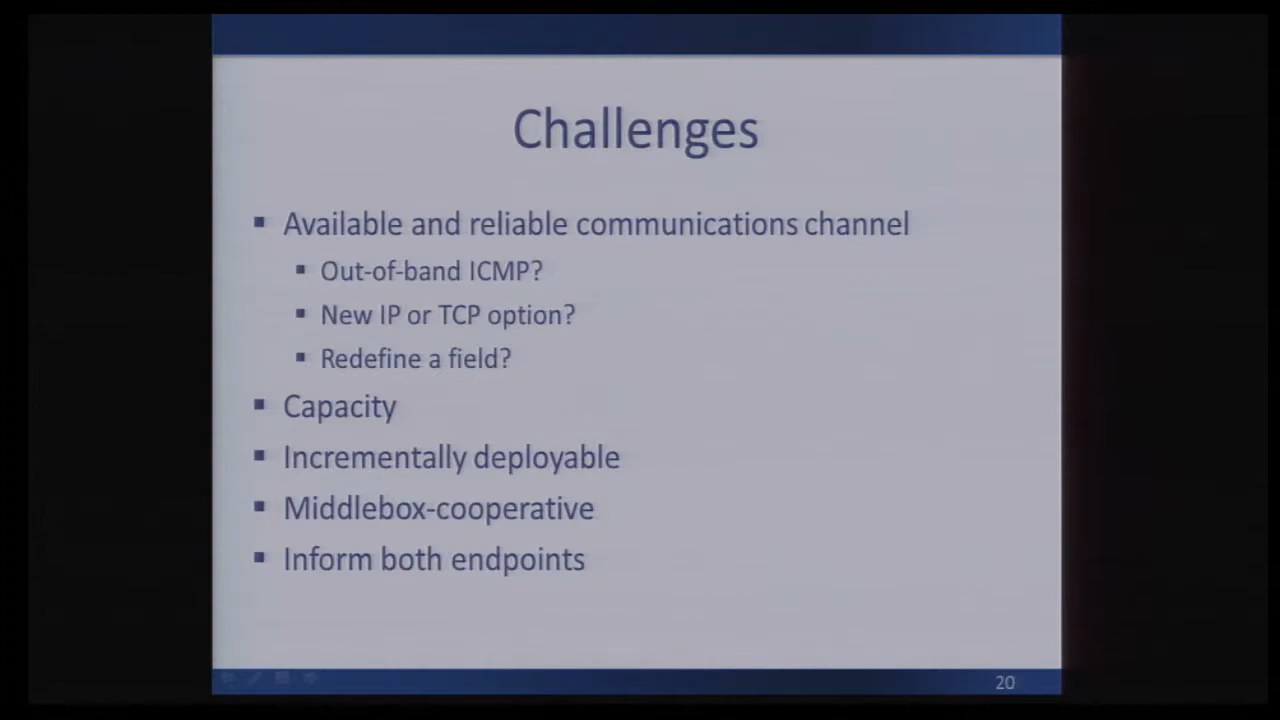 Challenges
Available and reliable communications channel
Out-of-band ICMP?
New IP or TCP option?
Redefine a field?
Capacity
Incrementally deployable
Middlebox-cooperative
Inform both endpoints
20